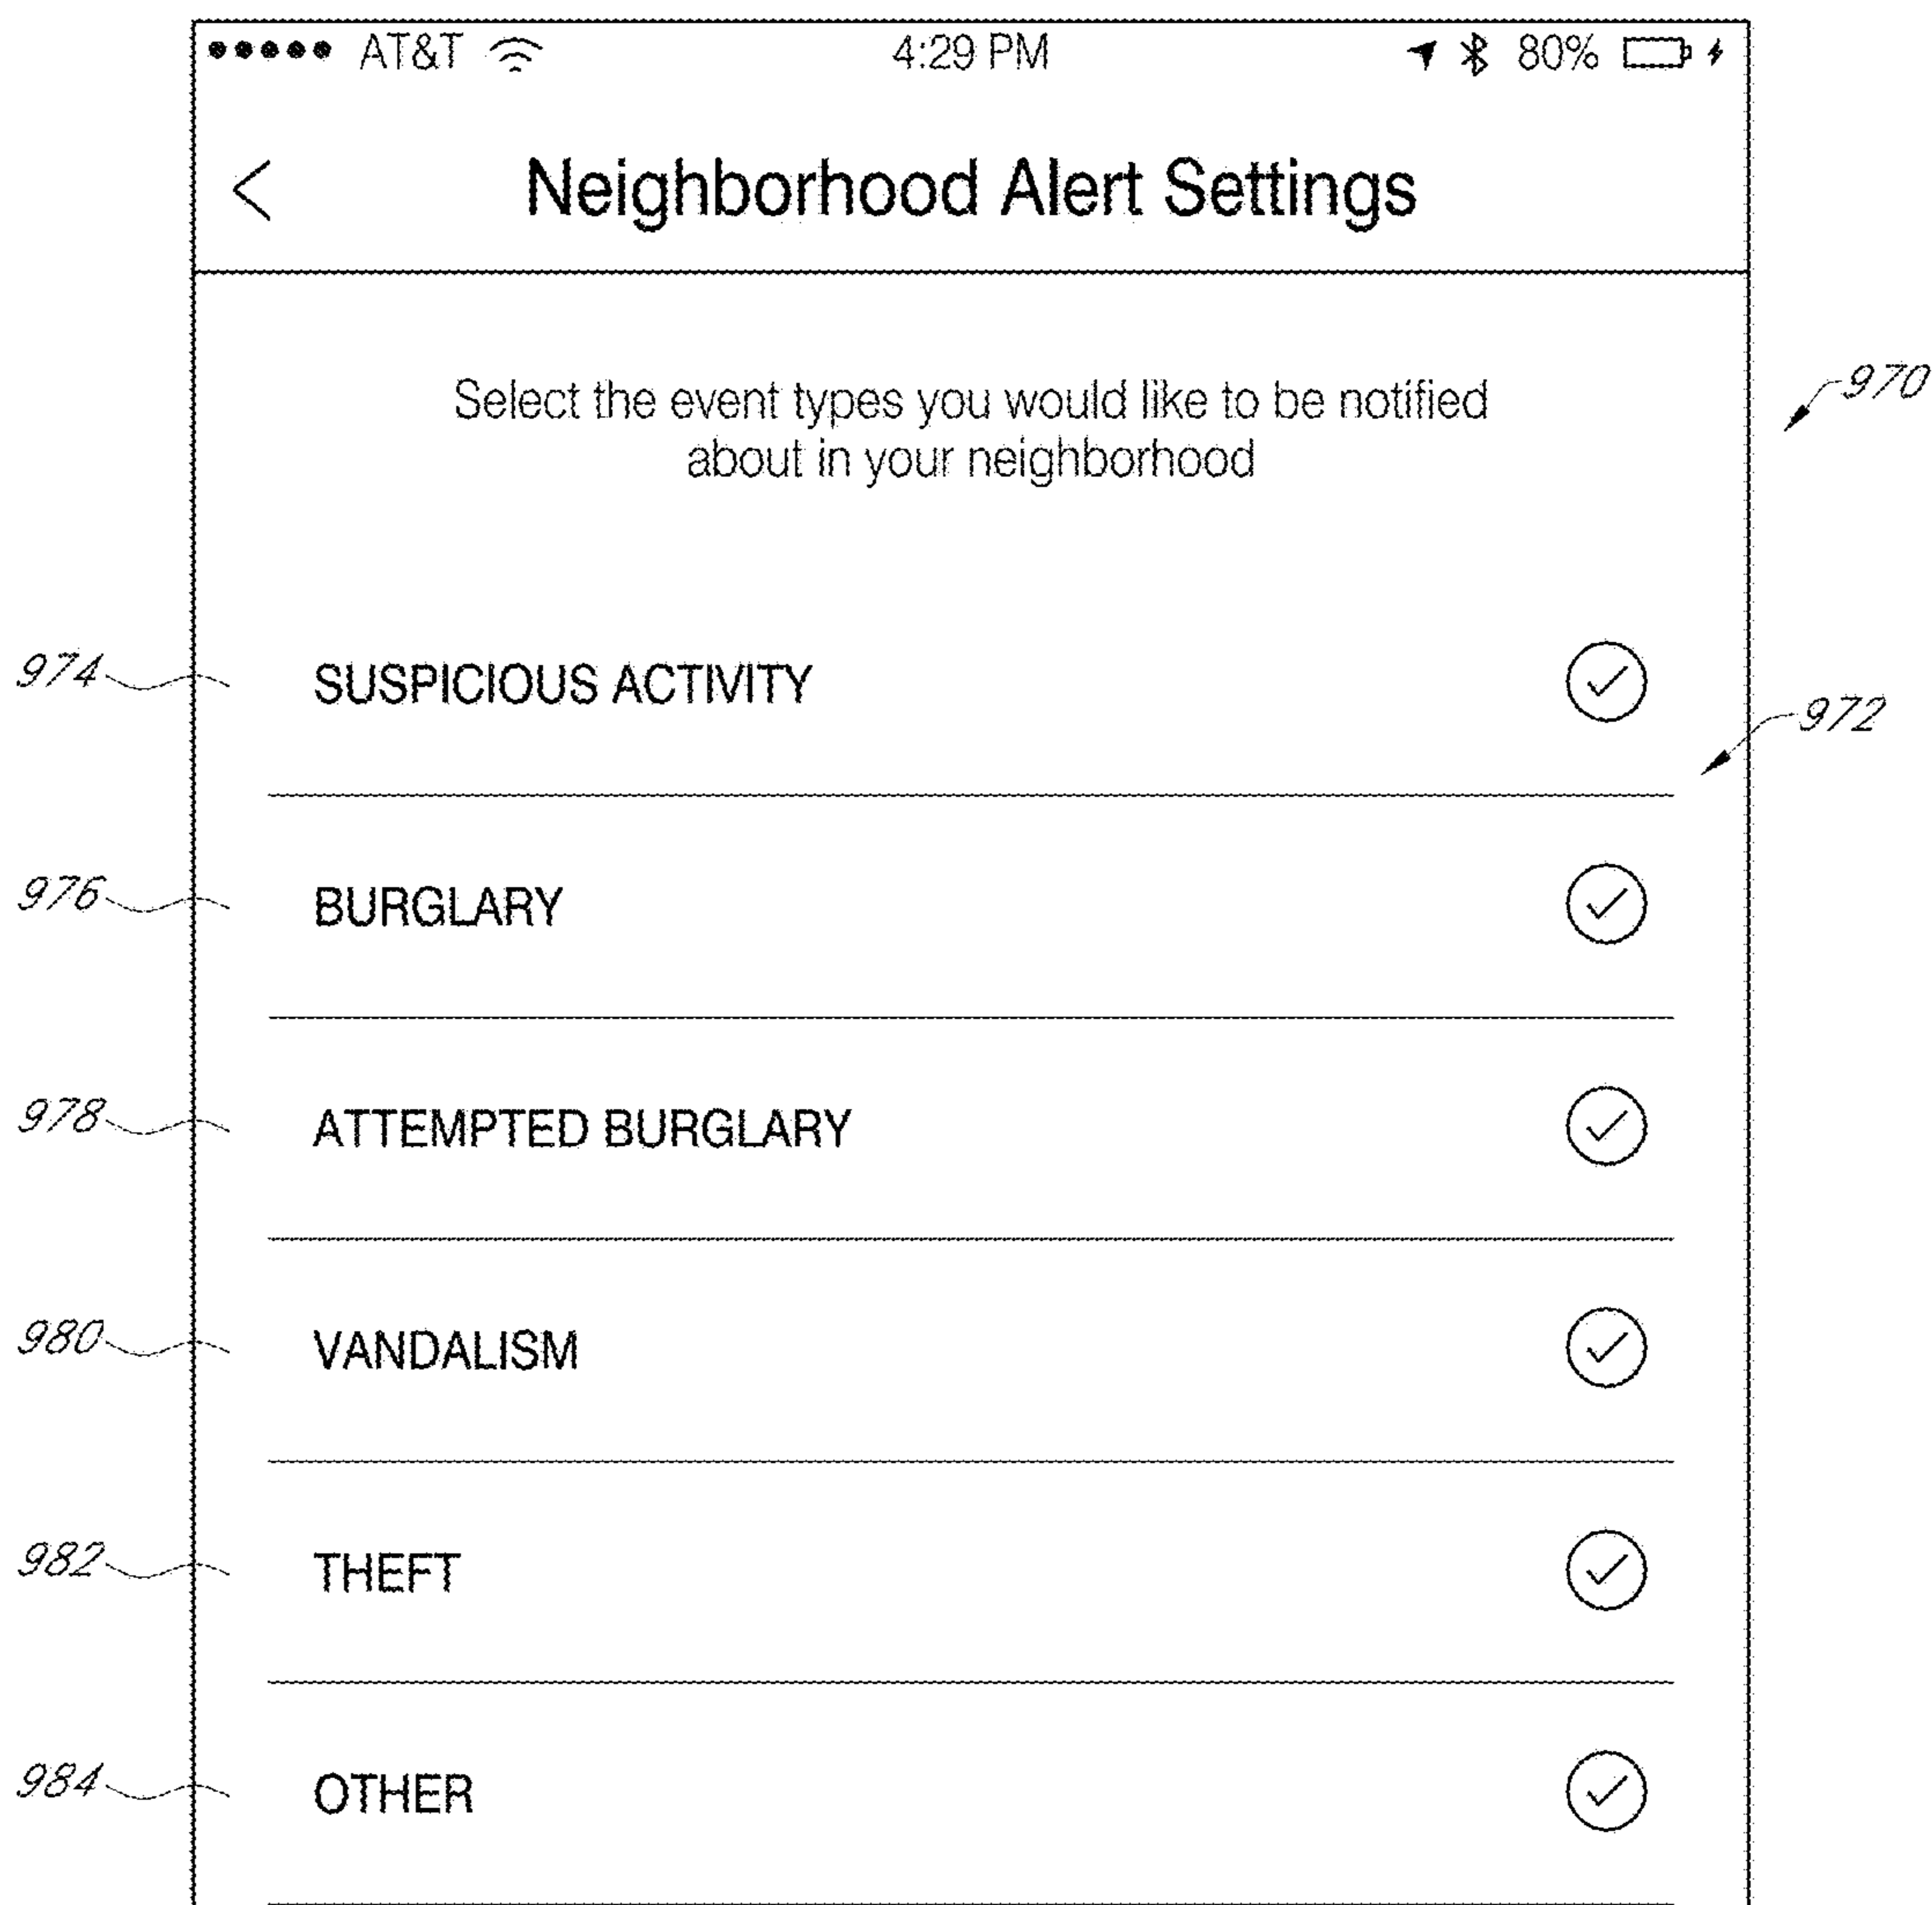 AT&T 4:29 PM 80%
< Neighborhood Alert Settings
Select the event types you would like to be notified
about in your neighborhood
970
974 SUSPICIOUS ACTIVITY
972
976 BURGLARY
978 ATTEMPTED BURGLARY
980 VANDALISM
982 THEFT
984 OTHER